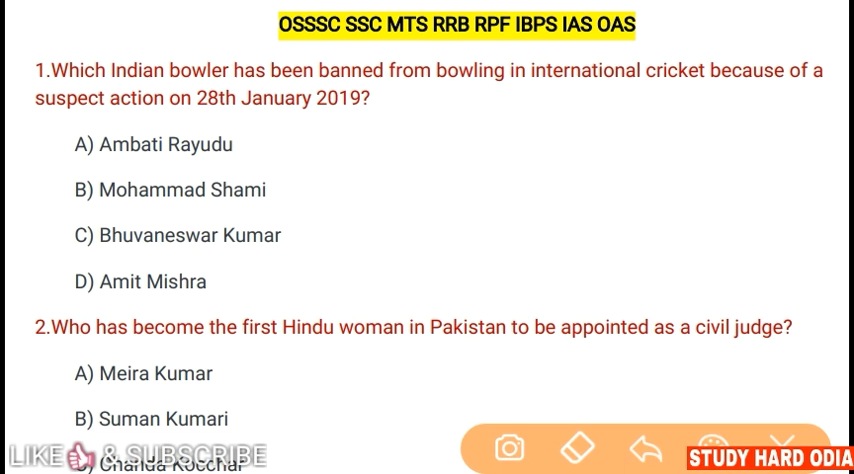 OSSSC SSC MTS RRB RPF IBPS IAS OAS
1.Which Indian bowler has been banned from bowling in international cricket because of a
suspect action on 28th January 2019?
A) Ambati Rayudu
B) Mohammad Shami
C) Bhuvaneswar Kumar
D) Amit Mishra
2.Who has become the first Hindu woman in Pakistan to be appointed as a civil judge?
A) Meira Kumar
B) Suman Kumari
LIKE & SUBSCRIBE
Chanda Kocchar
STUDY HARD ODIA